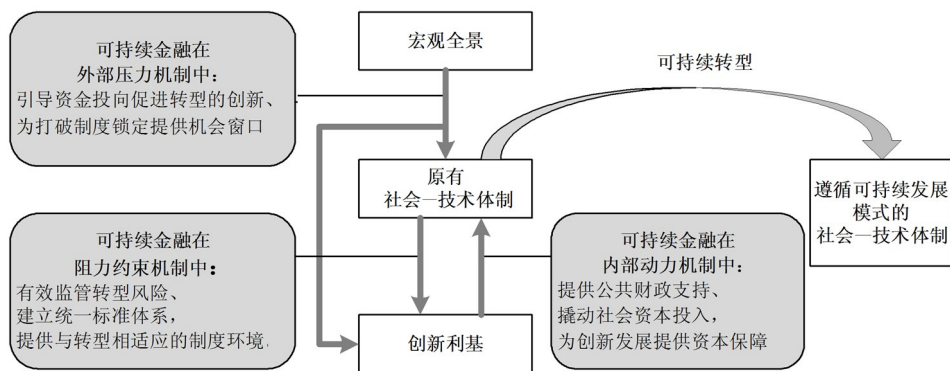 可持续金融在
外部压力机制中：
引导资金投向促进转型的创新、
为打破制度锁定提供机会窗口
宏观全景
可持续转型
原有
社会—技术体制
遵循可持续发展
模式的
社会—技术体制
可持续金融在
阻力约束机制中：
有效监管转型风险、
建立统一标准体系，
提供与转型相适应的制度环境.
可持续金融在
内部动力机制中：
提供公共财政支持、
撬动社会资本投入，
为创新发展提供资本保障
创新利基